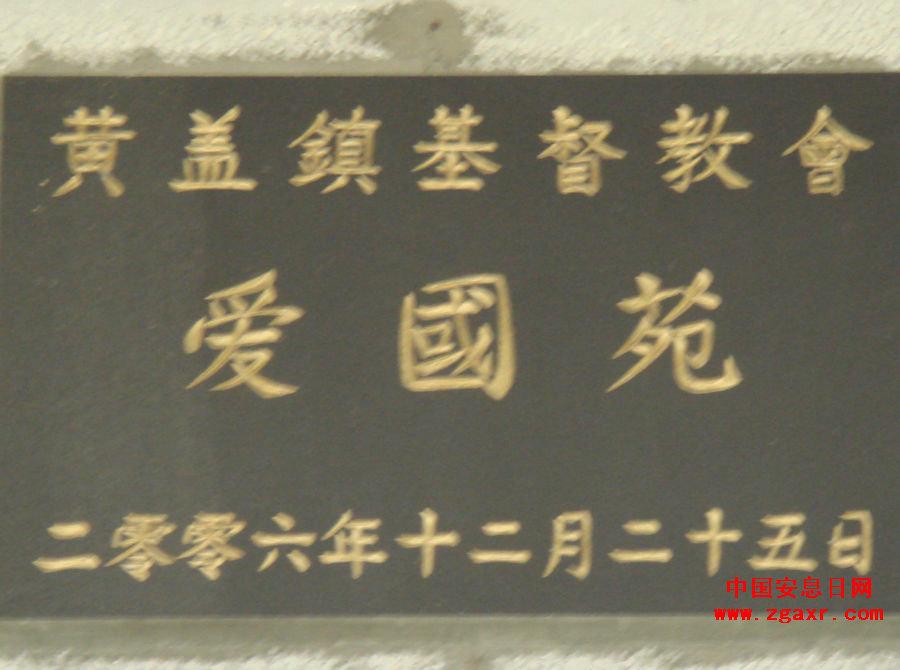 黄盖鎮基督教會
爱國苑
二零零六年十二月二十五日
中国安息日网
www.zgaxr.com